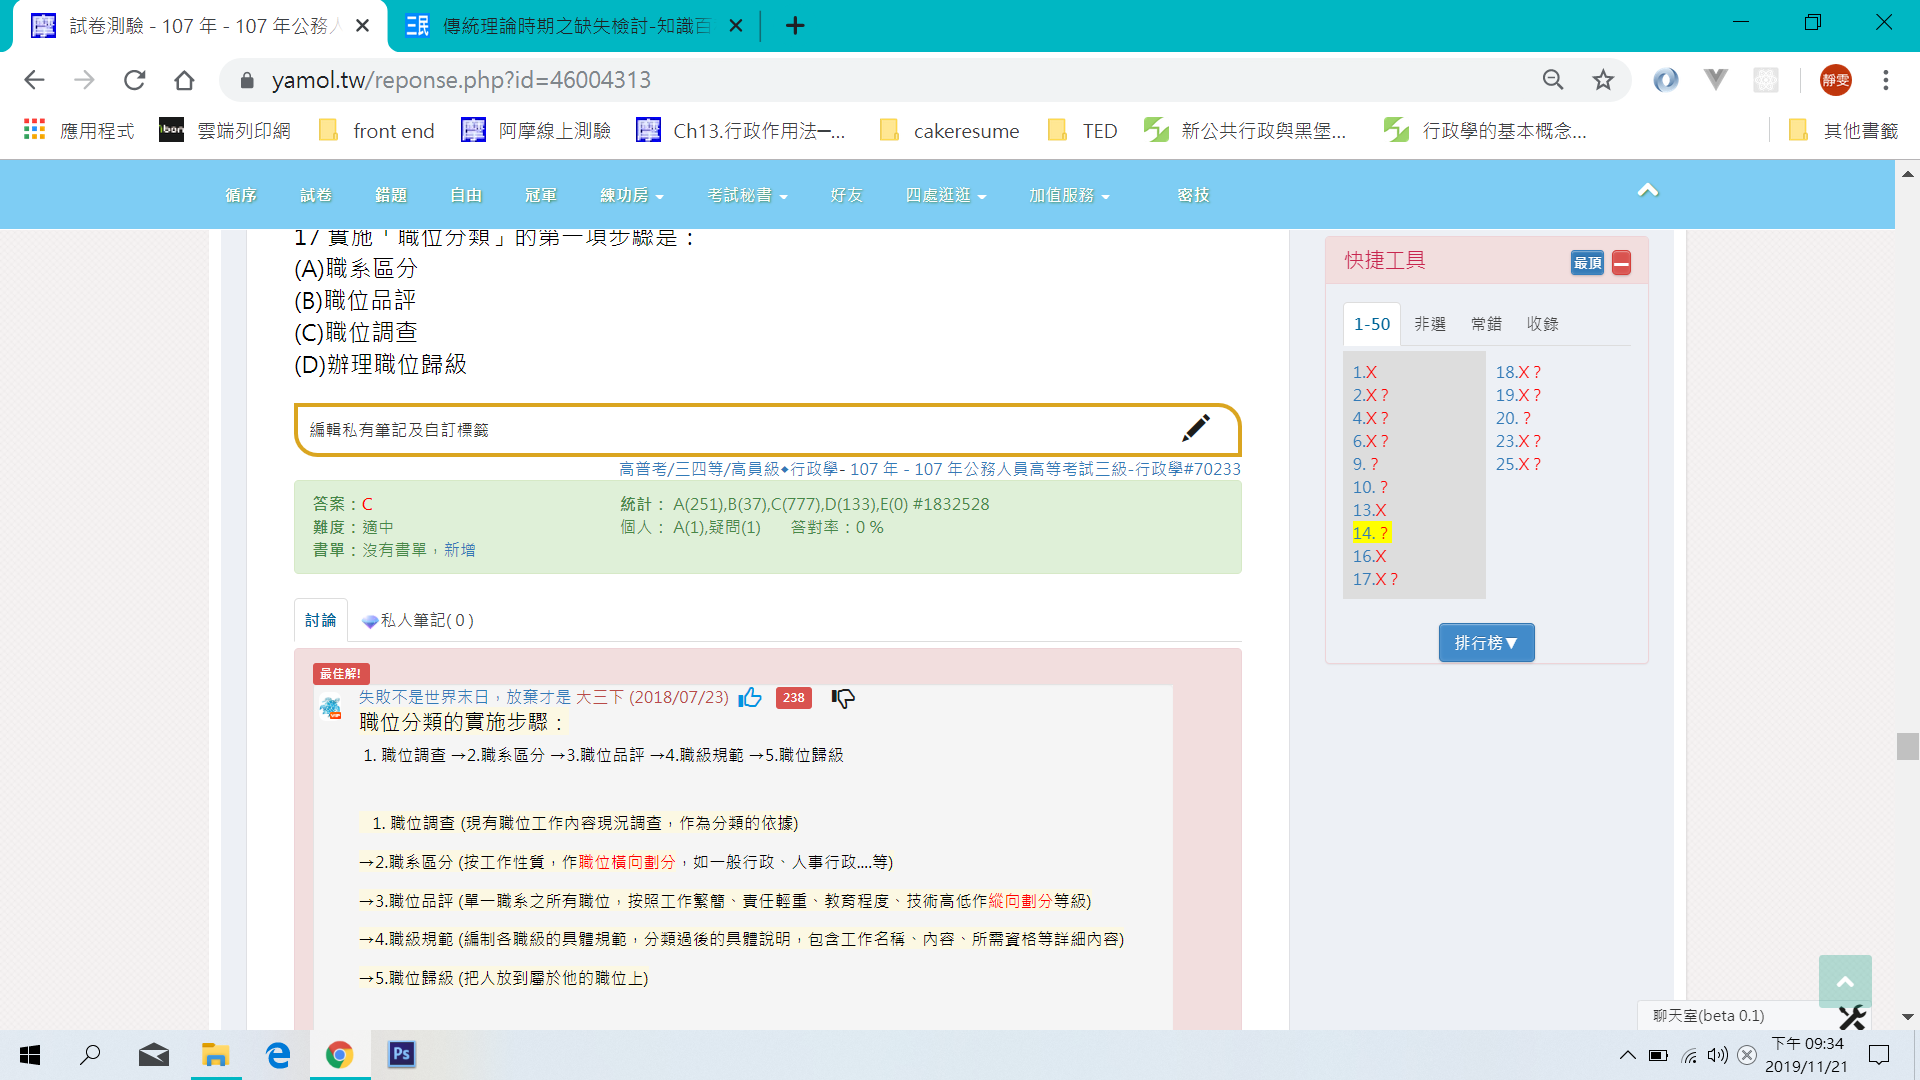 試卷測驗 - 107 年 - 107 年公務人
傳統理論時期之缺失檢討-知識百
yamol.tw/reponse.php?id=46004313
靜雯
應用程式
ibon
雲端列印網
front end
阿摩線上測驗
Ch13.行政作用法─...
cakeresume
TED
新公共行政與黑堡...
行政學的基本概念...
其他書籤
循序
試卷
錯題
自由
冠軍
練功房
考試秘書
好友
四處逛逛
加值服務
密技
17 實施「職位分類」的第一項步驟是：
(A)職系區分
(B)職位品評
(C)職位調查
(D)辦理職位歸級
編輯私有筆記及自訂標籤
高普考/三四等/高員級◆行政學- 107 年 - 107 年公務人員高等考試三級-行政學#70233
答案：C
難度：適中
書單：沒有書單，新增
統計： A(251),B(37),C(777),D(133),E(0) #1832528
個人： A(1),疑問(1) 答對率：0 %
討論
私人筆記( 0 )
最佳解!
失敗不是世界末日，放棄才是 大三下 (2018/07/23) 238
職位分類的實施步驟：
1. 職位調查 →2.職系區分 →3.職位品評 →4.職級規範 →5.職位歸級
1. 職位調查 (現有職位工作內容現況調查，作為分類的依據)
→2.職系區分 (按工作性質，作職位橫向劃分，如一般行政、人事行政....等)
→3.職位品評 (單一職系之所有職位，按照工作繁簡、責任輕重、教育程度、技術高低作縱向劃分等級)
→4.職級規範 (編制各職級的具體規範，分類過後的具體說明，包含工作名稱、內容、所需資格等詳細內容)
→5.職位歸級 (把人放到屬於他的職位上)
快捷工具
最頂
1-50
非選
常錯
收錄
1.X
2.X ?
4.X ?
6.X ?
9. ?
10. ?
13.X
14. ?
16.X
17.X ?
18.X ?
19.X ?
20. ?
23.X ?
25.X ?
排行榜▼
聊天室(beta 0.1)
Ps
下午 09:34
2019/11/21